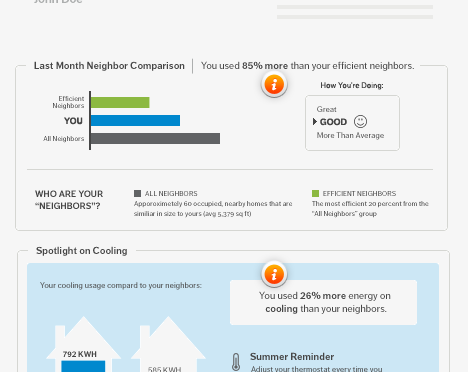 John Doe
Last Month Neighbor Comparison
You used 85% more than your efficient neighbors.
How You're Doing:
Efficient
Neighbors
YOU
All Neighbors
Great
GOOD
More Than Average
WHO ARE YOUR
“NEIGHBORS”?
ALL NEIGHBORS
Apporoximately 60 occupied, nearby homes that are
similiar in size to yours (avg 5,379 sq ft)
EFFICIENT NEIGHBORS
The most efficient 20 percent from the
“All Neighbors” group
Spotlight on Cooling
Your cooling usage compard to your neighbors:
You used 26% more energy on
cooling than your neighbors.
792 KWH
585 KWH
Summer Reminder
Adjust your thermostat every time you